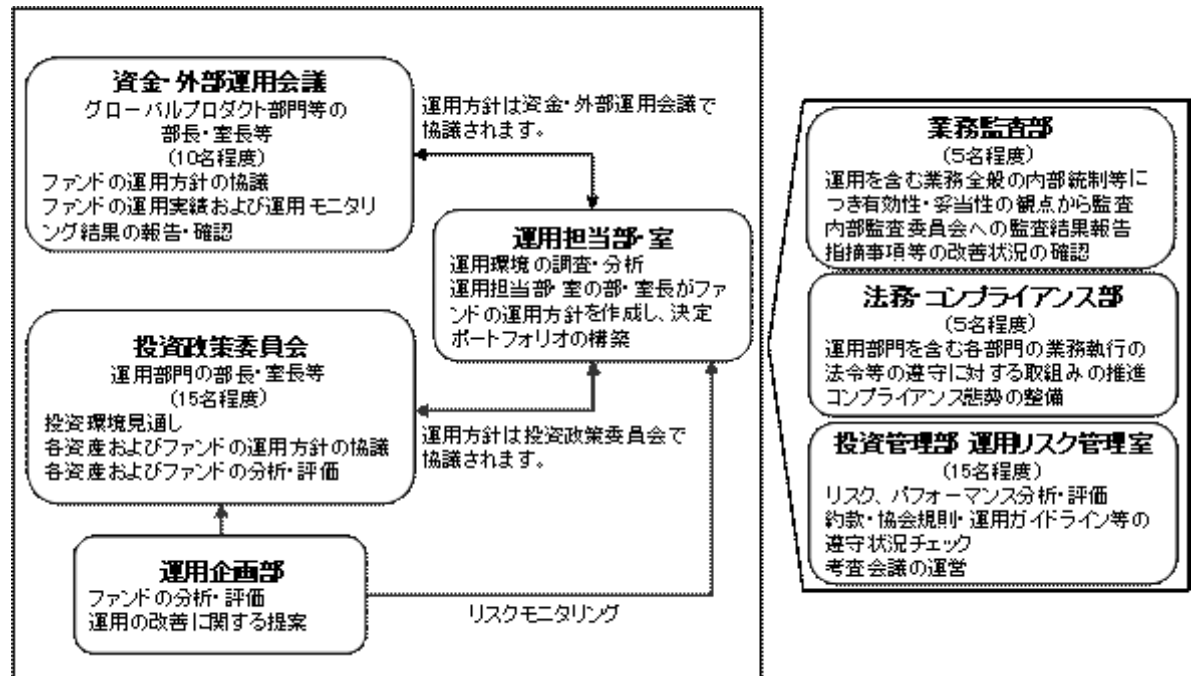 資金・外部運用会議
グローバルプロダクト部門等の
部長・室長等
(10名程度)
ファンドの運用方針の協議
ファンドの運用実績および運用モニタリ
ング結果の報告・確認
運用方針は資金・外部運用会議で
協議されます。
運用担当部・室
運用環境の調査・分析
運用担当部・室の部・室長がファ
ンドの運用方針を作成し、決定
ポートフォリオの構築
投資政策委員会
運用部門の部長・室長等
(15名程度)
投資環境見通し
各資産およびファンドの運用方針の協議
各資産およびファンドの分析・評価
運用方針は投資政策委員会で
協議されます。
運用企画部
ファンドの分析・評価
運用の改善に関する提案
リスクモニタリング
業務監査部
(5名程度)
運用を含む業務全般の内部統制等に
つき有効性・妥当性の観点から監査
内部監査委員会への監査結果報告
指摘事項等の改善状況の確認
法務・コンプライアンス部
(5名程度)
運用部門を含む各部門の業務執行の
法令等の遵守に対する取組みの推進
コンプライアンス態勢の整備
投資管理部 運用リスク管理室
(15名程度)
リスク、パフォーマンス分析・評価
約款・協会規則・運用ガイドライン等の
遵守状況チェック
考査会議の運営